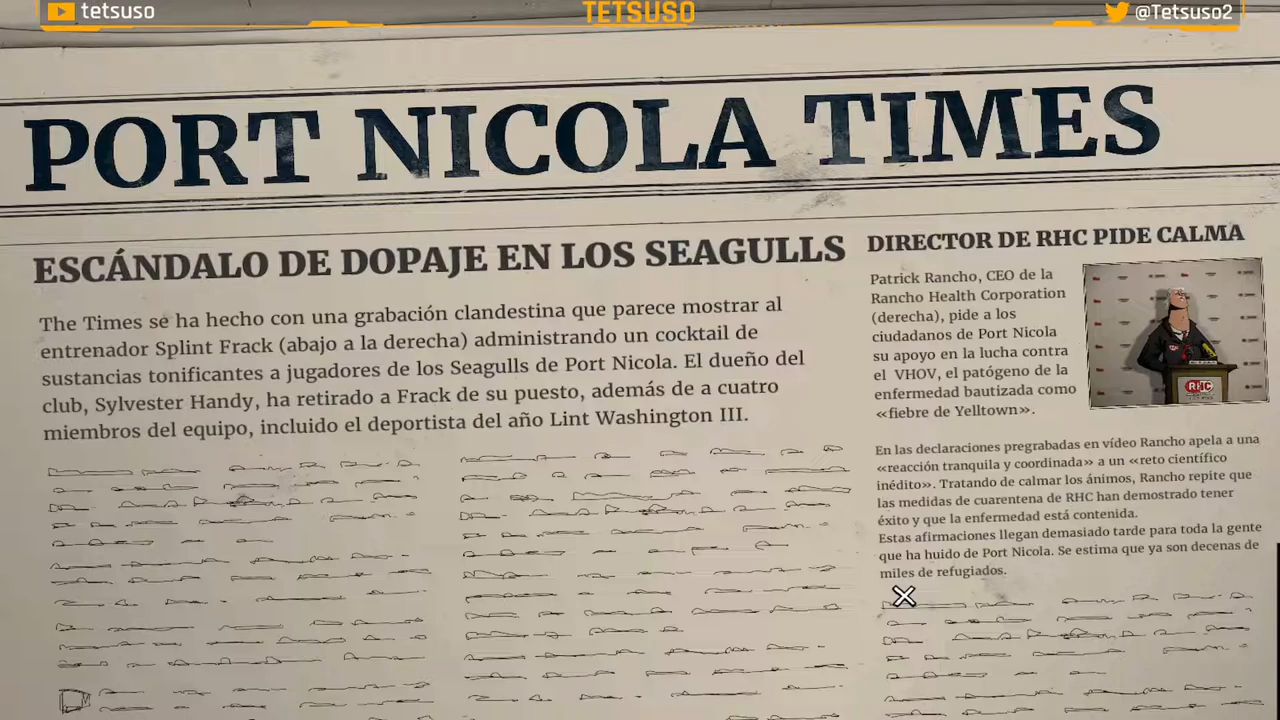 tetsuso
TETSUSO
@Tetsuso2
PORT NICOLA TIMES
ESCÁNDALO DE DOPAJE EN LOS SEAGULLS
The Times se ha hecho con una grabación clandestina que parece mostrar al
entrenador Splint Frack (abajo a la derecha) administrando un cocktail de
sustancias tonificantes a jugadores de los Seagulls de Port Nicola. El dueño del
club, Sylvester Handy, ha retirado a Frack de su puesto, además de a cuatro
miembros del equipo, incluido el deportista del año Lint Washington III.
DIRECTOR DE RHC PIDE CALMA
Patrick Rancho, CEO de la
Rancho Health Corporation
(derecha), pide a los
ciudadanos de Port Nicola
su apoyo en la lucha contra
el VHOV, el patógeno de la
enfermedad bautizada como
«fiebre de Yelltown».
RHC
En las declaraciones pregrabadas en vídeo Rancho apela a una
«reacción tranquila y coordinada» a un «reto científico
inédito». Tratando de calmar los ánimos, Rancho repite que
las medidas de cuarentena de RHC han demostrado tener
éxito y que la enfermedad está contenida.
Estas afirmaciones llegan demasiado tarde para toda la gente
que ha huido de Port Nicola. Se estima que ya son decenas de
miles de refugiados.